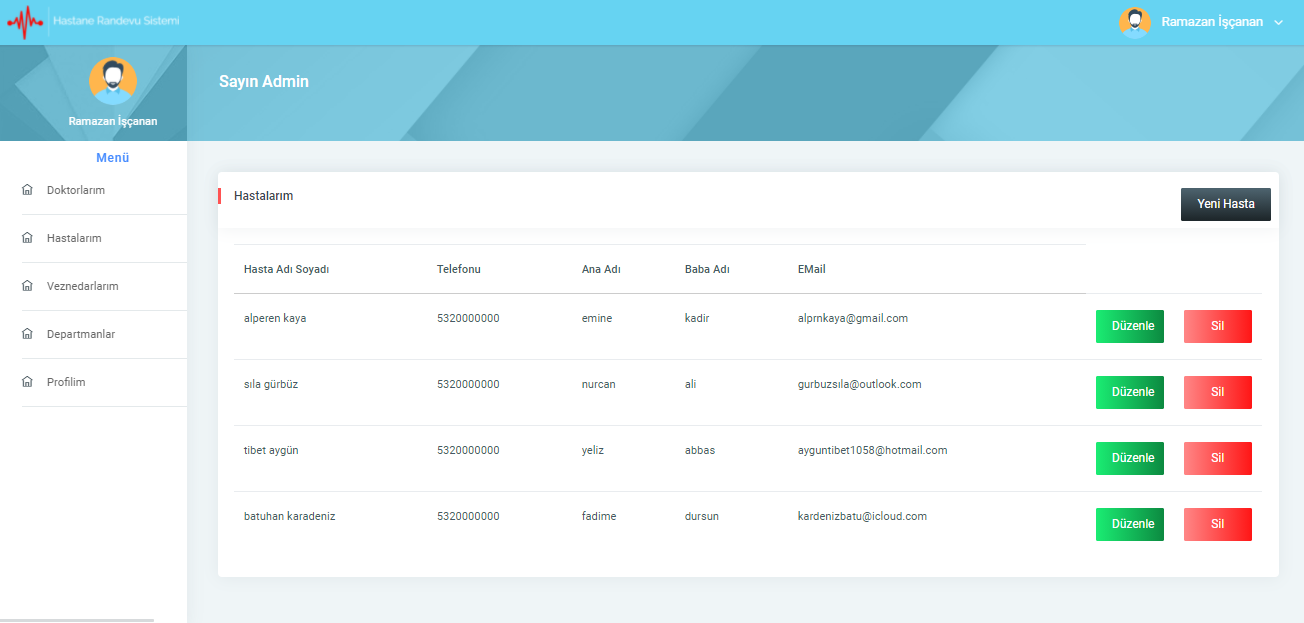 Hastane Randevu Sistemi
Ramazan İşçanan
Ramazan İşçanan
Sayın Admin
Menü
Doktorlarım
Hastalarım
Veznedarlarım
Departmanlar
Profilim
Hastalarım
Yeni Hasta
Hasta Adı Soyadı Telefonu Ana Adı Baba Adı EMail
alperen kaya 5320000000 emine kadir alprnkaya@gmail.com Düzenle Sil
sıla gürbüz 5320000000 nurcan ali gurbuzsıla@outlook.com Düzenle Sil
tibet aygün 5320000000 yeliz abbas ayguntibet1058@hotmail.com Düzenle Sil
batuhan karadeniz 5320000000 fadime dursun kardenizbatu@icloud.com Düzenle Sil